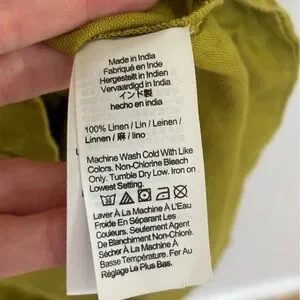 Made in India
Fabriqué en Inde
Hergestellt in Indien
Vervaardigd in India
インド製
hecho en india
100% Linen / Lin / Leinen /
Linnen / 麻 / lino
Machine Wash Cold With Like
Colors. Non-Chlorine Bleach
Only. Tumble Dry Low. Iron on
Lowest Setting.
Laver À La Machine À L'Eau
Froide En Séparant Les
Couleurs. Seulement Agent
De Blanchiment Non-Chloré.
Sécher À La Machine À
Basse Température. Fer Au
Réglage Le Plus Bas.